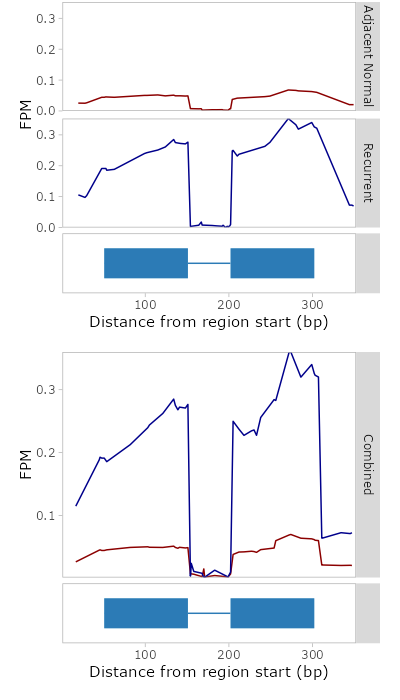 0.3
0.2
0.1
0.0
Adjacent Normal
FPM
0.3
0.2
0.1
0.0
Recurrent
100
200
300
Distance from region start (bp)
0.3
0.2
0.1
FPM
Combined
100
200
300
Distance from region start (bp)